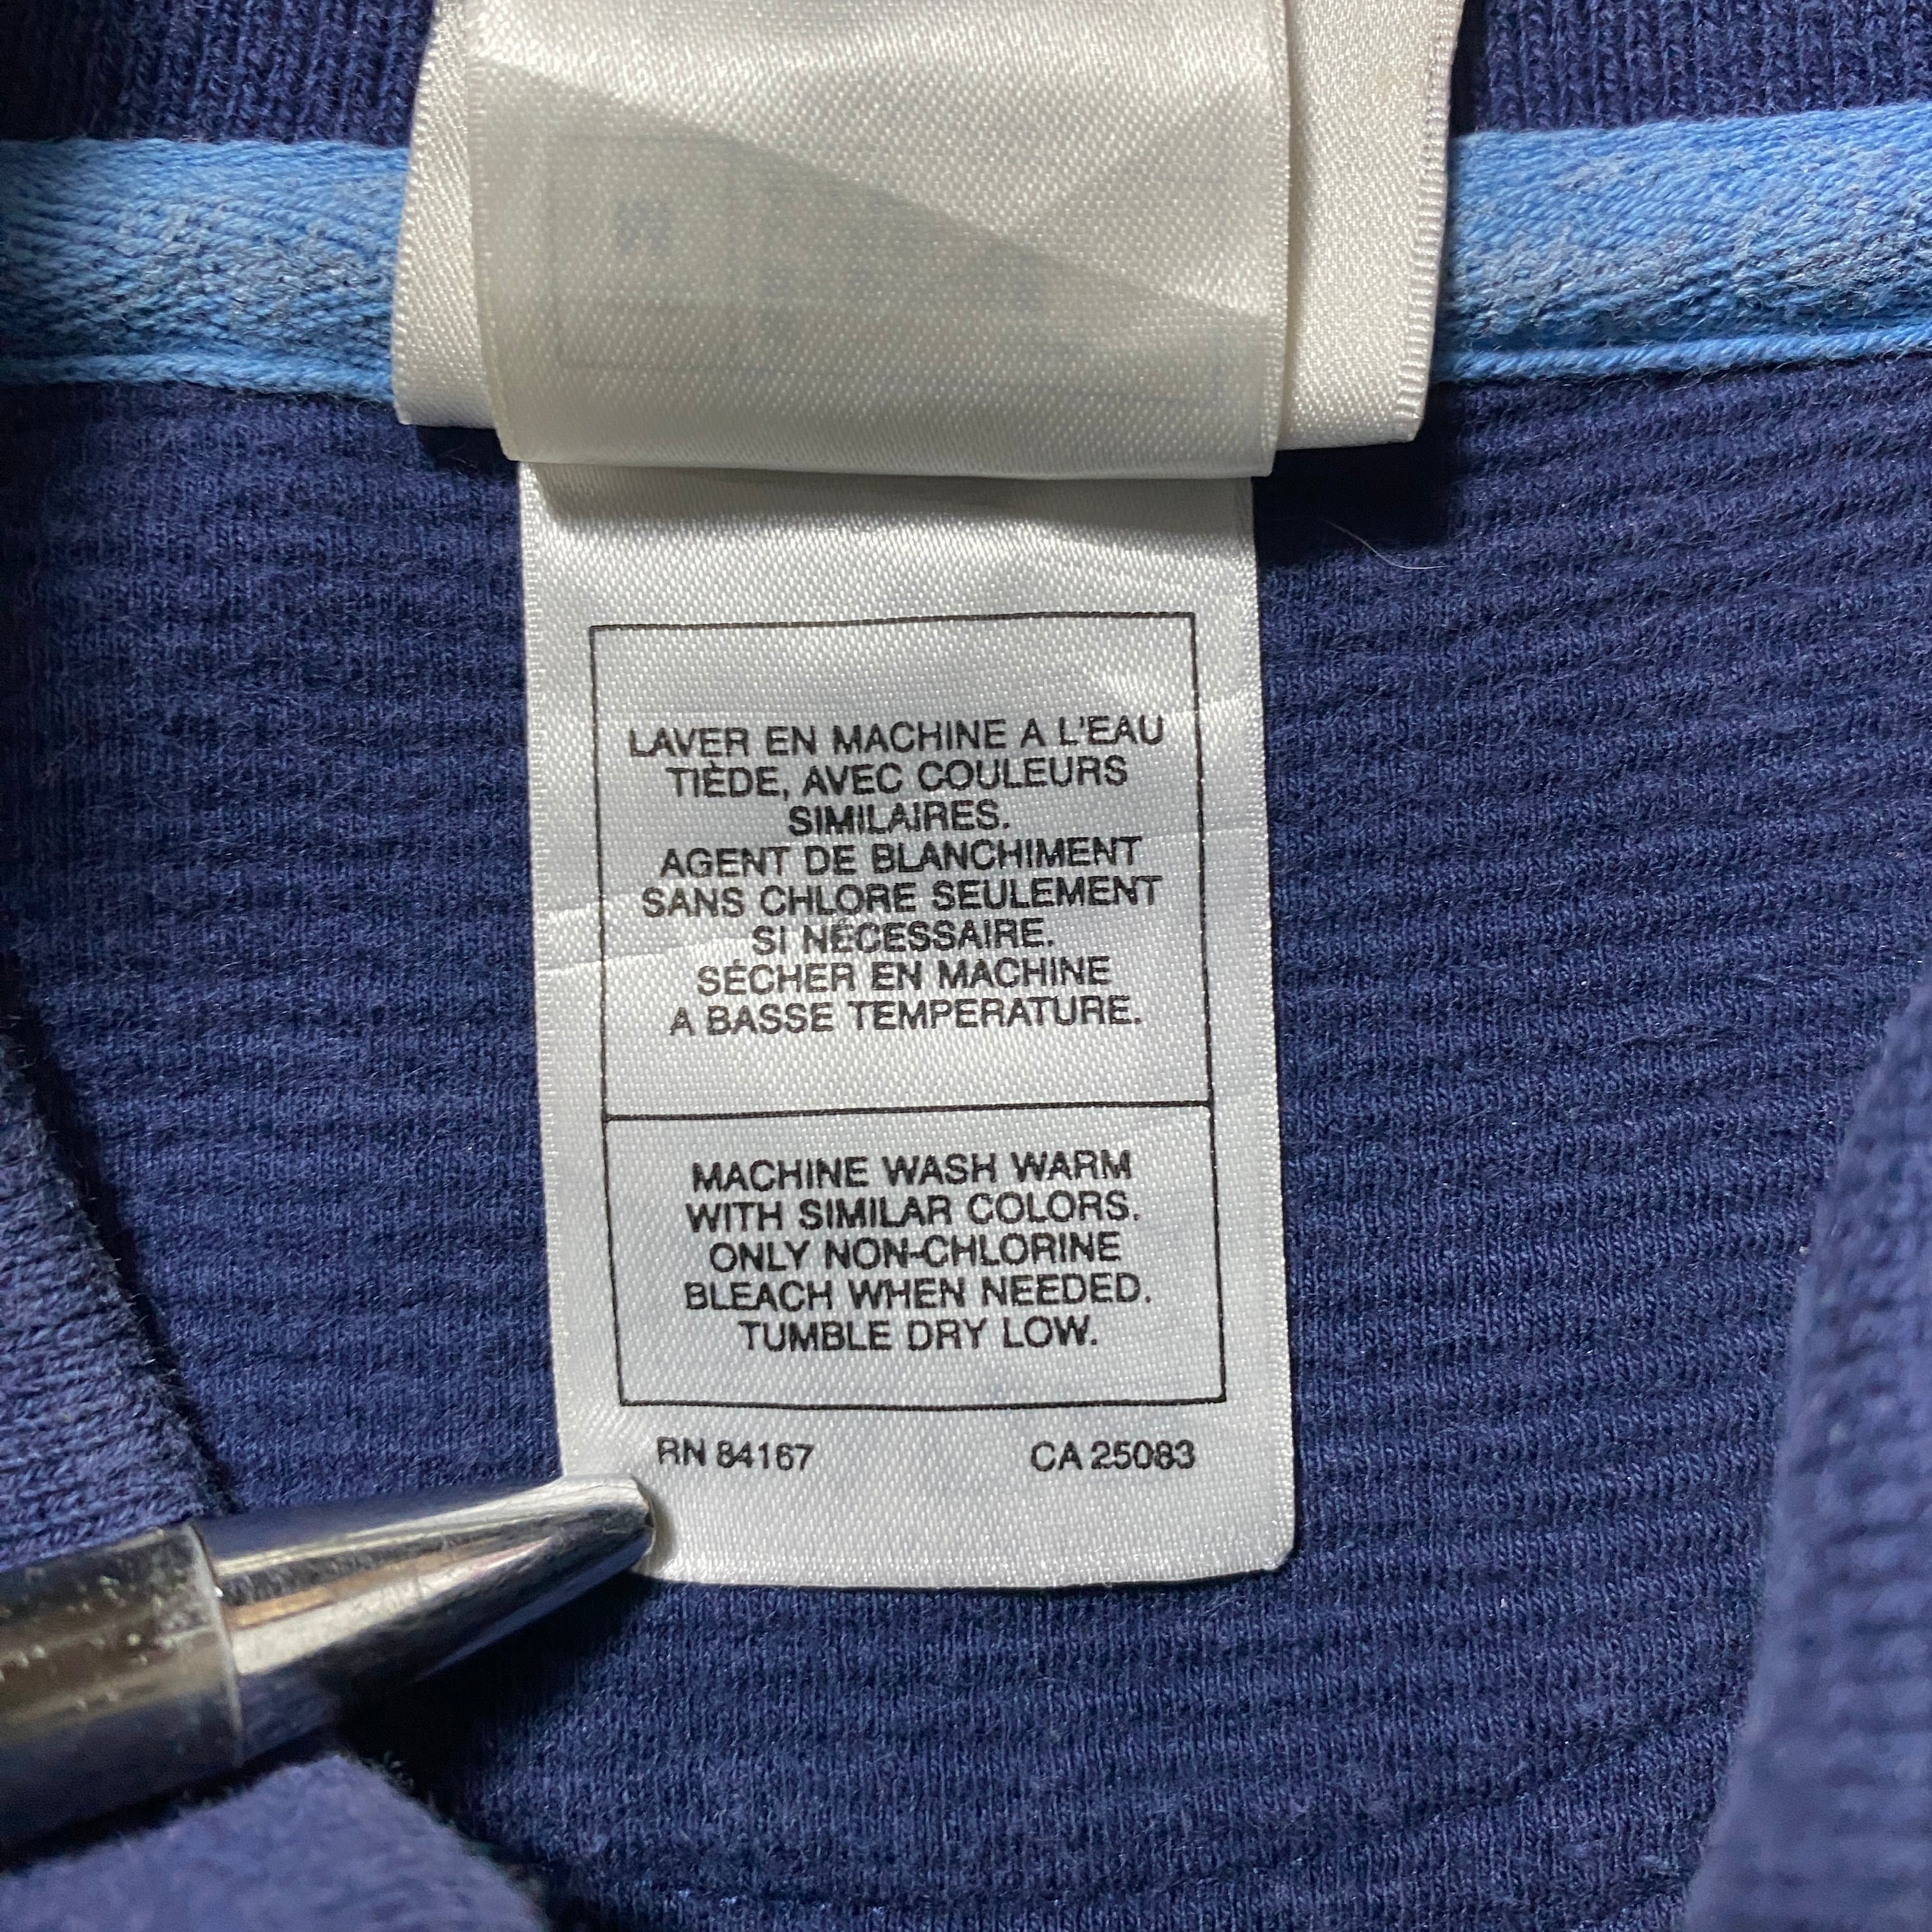 LAVER EN MACHINE A L'EAU
TIÈDE, AVEC COULEURS
SIMILAIRES.
AGENT DE BLANCHIMENT
SANS CHLORE SEULEMENT
SI NÉCESSAIRE.
SÉCHER EN MACHINE
A BASSE TEMPERATURE.
MACHINE WASH WARM
WITH SIMILAR COLORS.
ONLY NON-CHLORINE
BLEACH WHEN NEEDED.
TUMBLE DRY LOW.
RN 84167 CA 25083